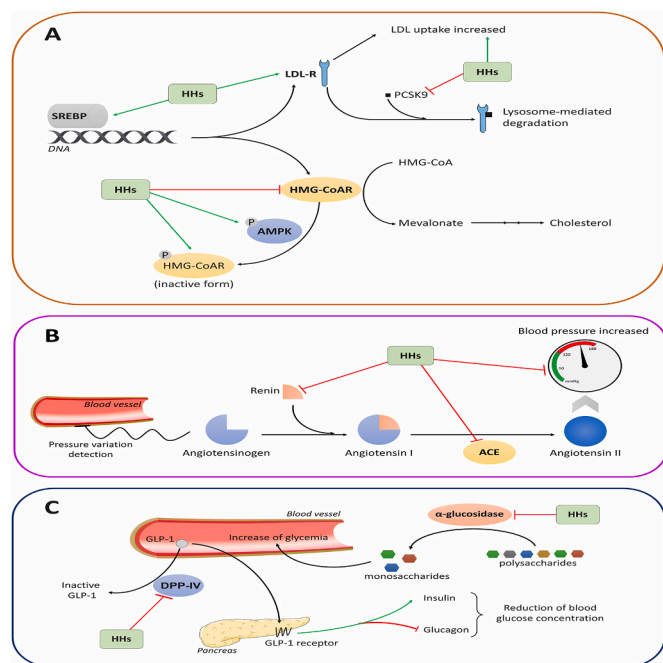 A
LDL uptake increased
HHs
LDL-R
HHs
PCSK9
SREBP
DNA
Lysosome-mediated
degradation
HMG-CoA
HHs
HMG-CoAR
P
AMPK
Mevalonate
Cholesterol
P
HMG-CoAR
(inactive form)
B
Blood pressure increased
HHs
Renin
Blood vessel
Pressure variation
detection
Angiotensinogen
Angiotensin I
ACE
Angiotensin II
mmHg
C
Blood vessel
α-glucosidase
HHs
GLP-1
Increase of glycemia
monosaccharides
polysaccharides
Inactive
GLP-1
DPP-IV
Insulin
HHs
Reduction of blood
glucose concentration
Pancreas
GLP-1 receptor
Glucagon